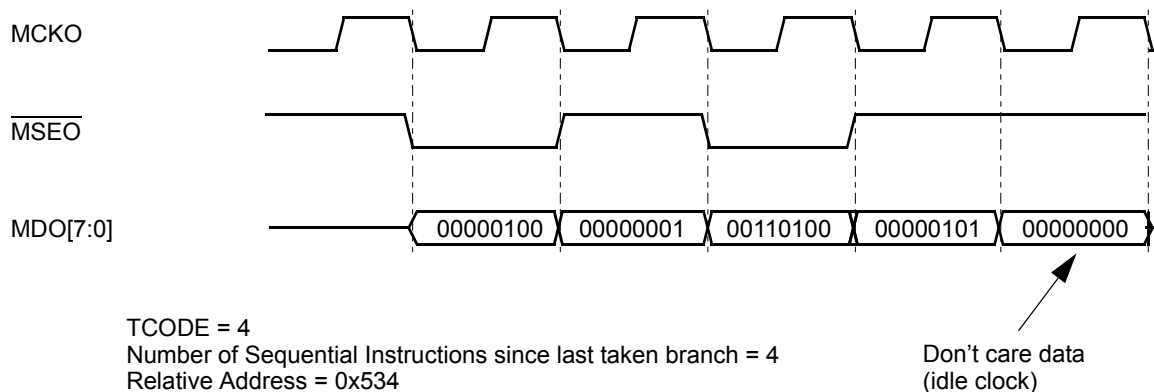 MCKO
MSEO
MDO[7:0]
00000100 00000001 00110100 00000101 00000000
TCODE = 4
Number of Sequential Instructions since last taken branch = 4
Relative Address = 0x534
Don't care data
(idle clock)